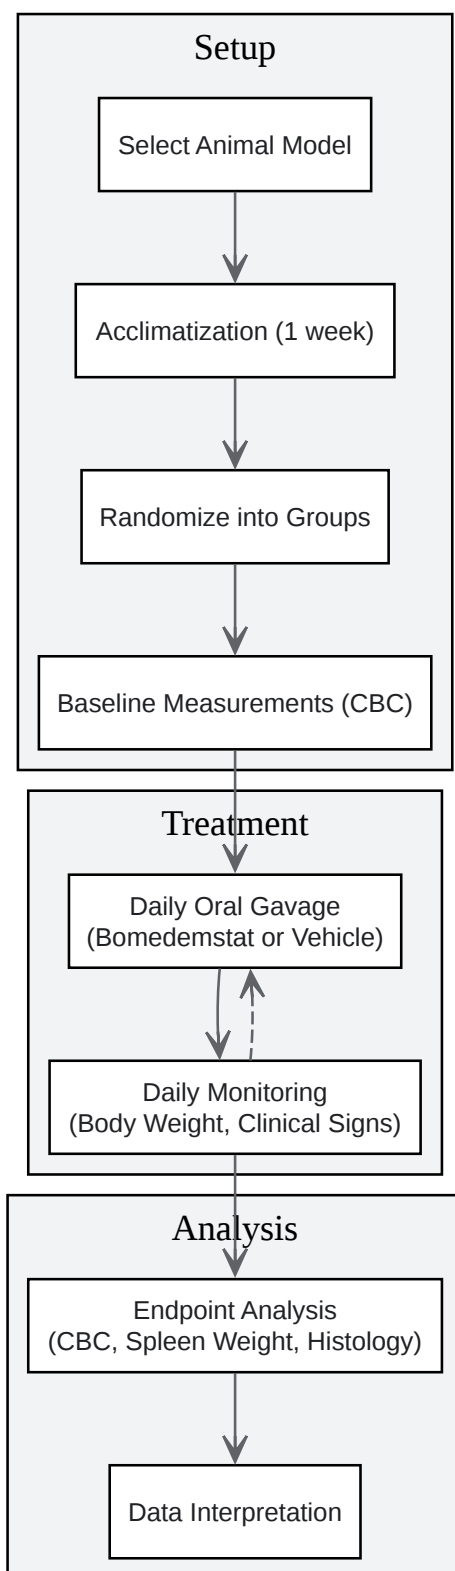 Setup
Select Animal Model
Acclimatization (1 week)
Randomize into Groups
Baseline Measurements (CBC)
Treatment
Daily Oral Gavage
(Bomedemstat or Vehicle)
Daily Monitoring
(Body Weight, Clinical Signs)
Analysis
Endpoint Analysis
(CBC, Spleen Weight, Histology)
Data Interpretation